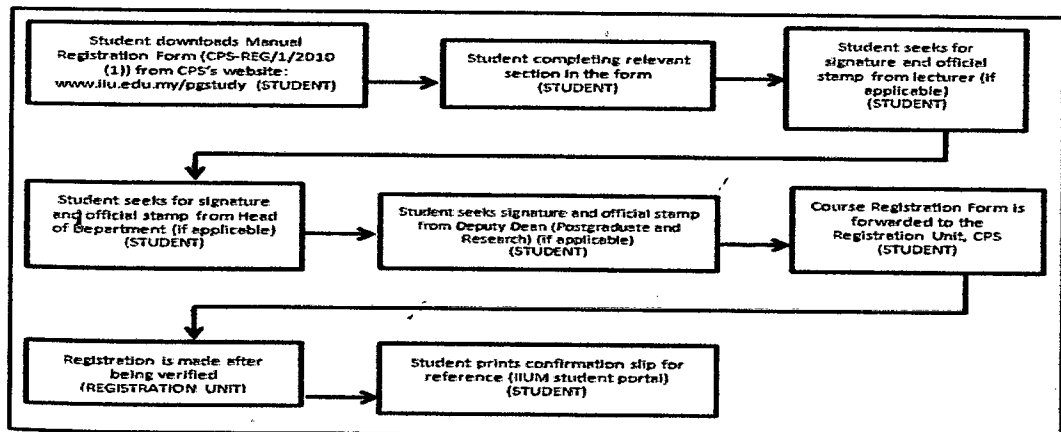 Student downloads Manual
Registration Form (CPS-REG/1/2010
(1)) from CPS's website:
www.iiu.edu.my/pgstudy (STUDENT)
Student completing relevant
section in the form
(STUDENT)
Student seeks for
signature and official
stamp from lecturer (if
applicable)
(STUDENT)
Student seeks for signature
and official stamp from Head
of Department (if applicable)
(STUDENT)
Student seeks signature and official stamp
from Deputy Dean (Postgraduate and
Research) (if applicable)
(STUDENT)
Course Registration Form is
forwarded to the
Registration Unit, CPS
(STUDENT)
Registration is made after
being verified
(REGISTRATION UNIT)
Student prints confirmation slip for
reference (IIUM student portal)
(STUDENT)